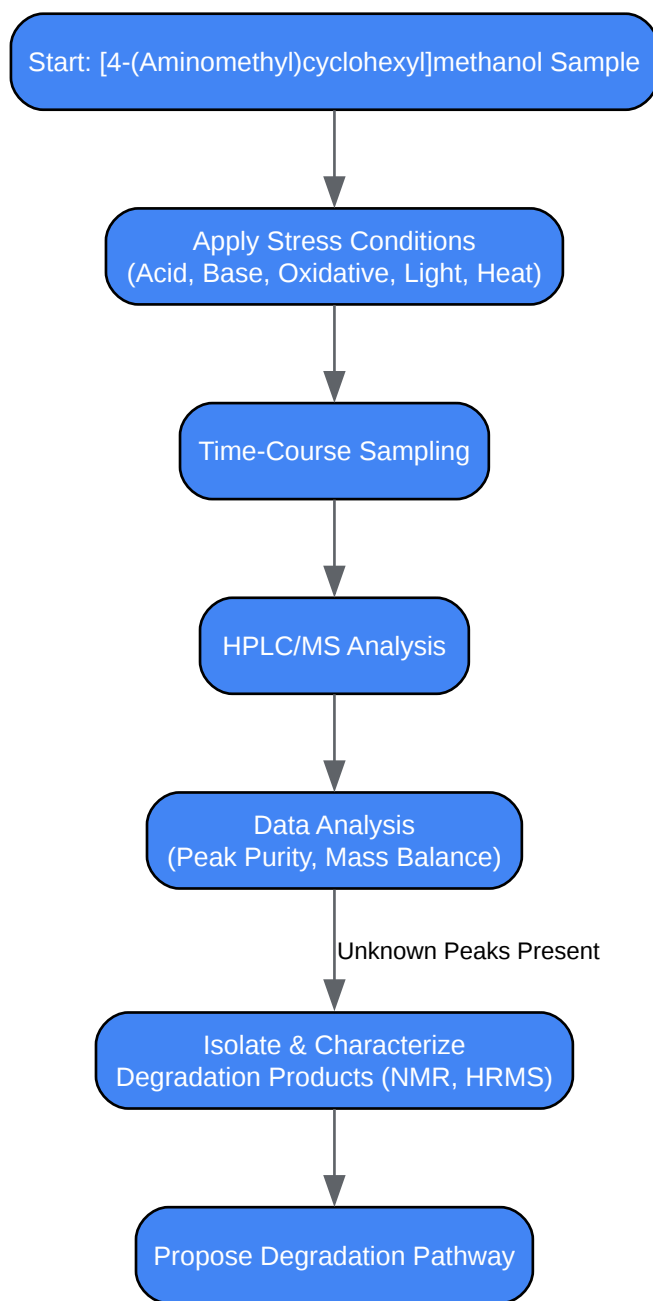 Start: [4-(Aminomethyl)cyclohexyl]methanol Sample
Apply Stress Conditions
(Acid, Base, Oxidative, Light, Heat)
Time-Course Sampling
HPLC/MS Analysis
Data Analysis
(Peak Purity, Mass Balance)
Unknown Peaks Present
Isolate & Characterize
Degradation Products (NMR, HRMS)
Propose Degradation Pathway